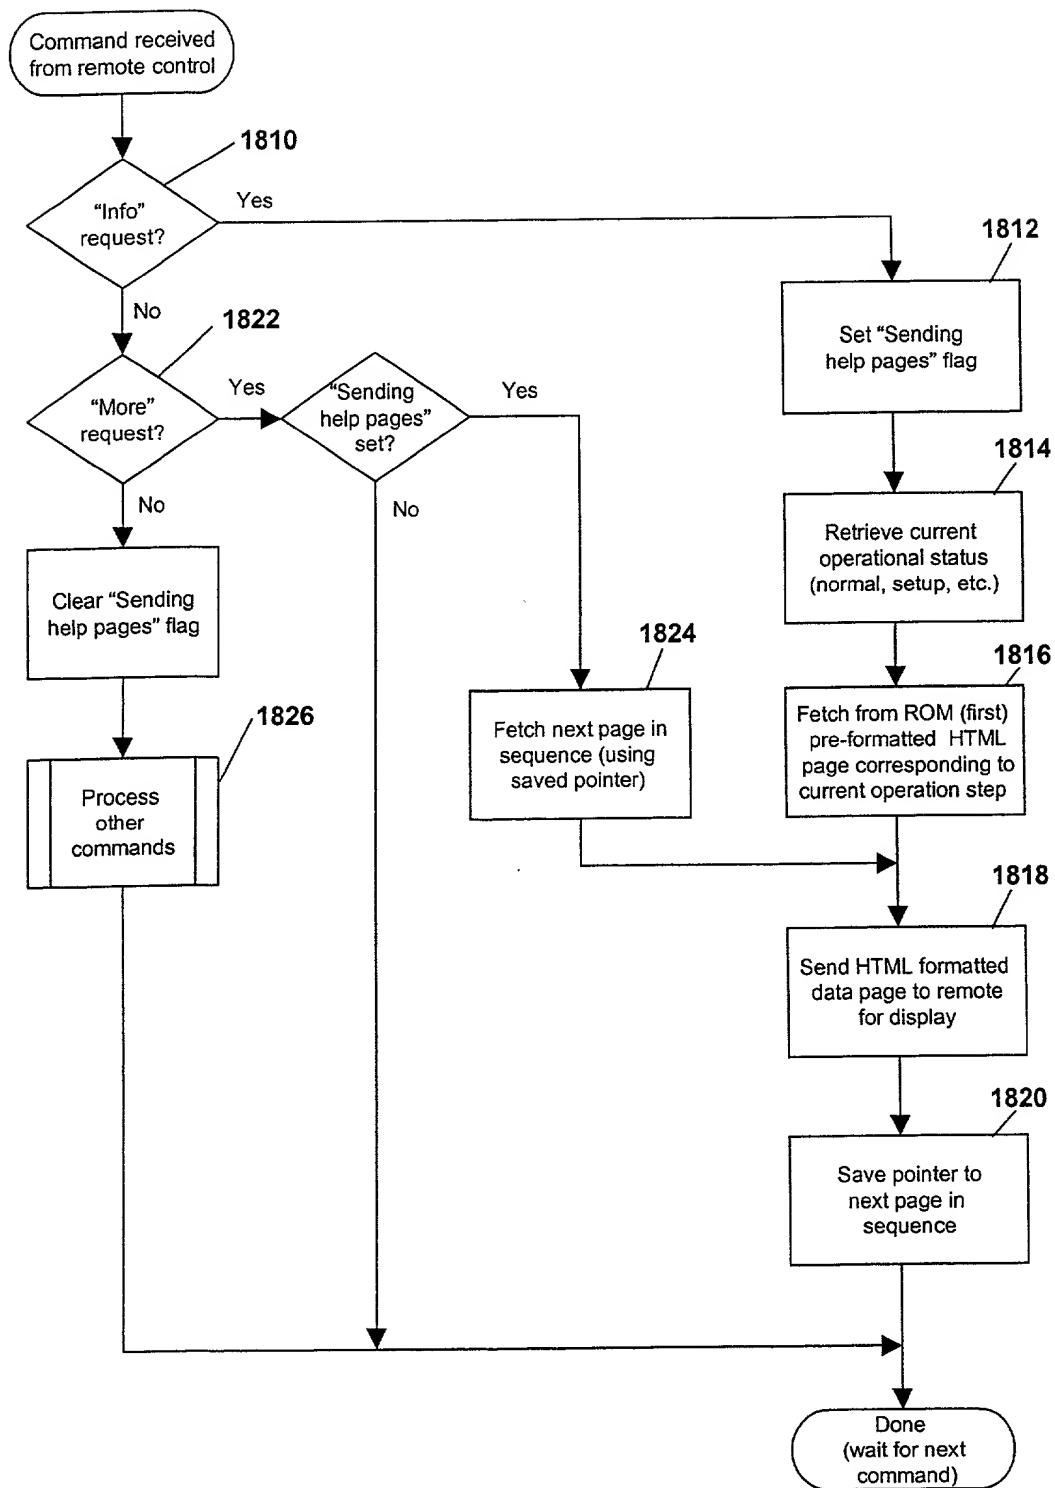 Command received
from remote control
1810
"Info"
request?
Yes
No
1812
Set "Sending
help pages" flag
1822
"More"
request?
Yes
"Sending
help pages"
set?
Yes
No
No
1814
Retrieve current
operational status
(normal, setup, etc.)
Clear "Sending
help pages" flag
1824
Fetch next page in
sequence (using
saved pointer)
1816
Fetch from ROM (first)
pre-formatted HTML
page corresponding to
current operation step
1826
Process
other
commands
1818
Send HTML formatted
data page to remote
for display
1820
Save pointer to
next page in
sequence
Done
(wait for next
command)